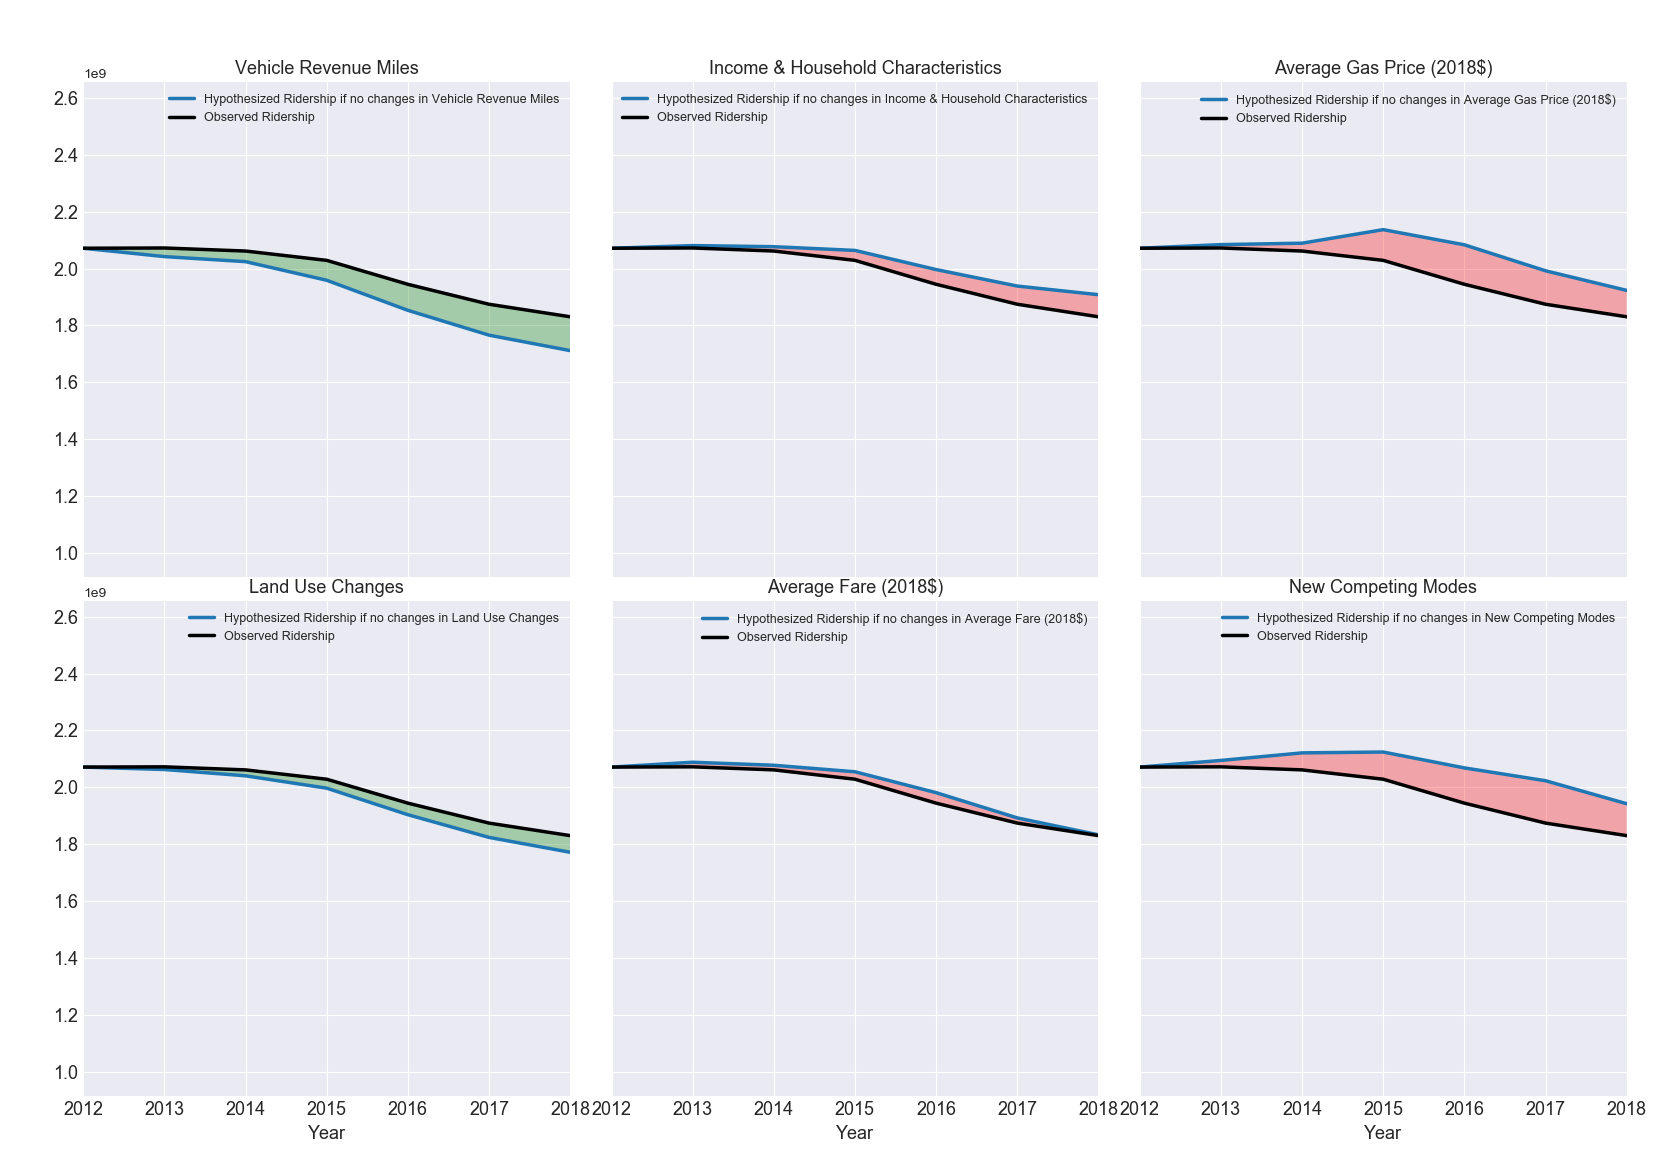 Vehicle Revenue Miles
1e9
Hypothesized Ridership if no changes in Vehicle Revenue Miles
Observed Ridership
2.6
2.4
2.2
2.0
1.8
1.6
1.4
1.2
1.0
Income & Household Characteristics
Hypothesized Ridership if no changes in Income & Household Characteristics
Observed Ridership
Average Gas Price (2018$)
Hypothesized Ridership if no changes in Average Gas Price (2018$)
Observed Ridership
Land Use Changes
1e9
Hypothesized Ridership if no changes in Land Use Changes
Observed Ridership
2.6
2.4
2.2
2.0
1.8
1.6
1.4
1.2
1.0
2012 2013 2014 2015 2016 2017 2018
Year
Average Fare (2018$)
Hypothesized Ridership if no changes in Average Fare (2018$)
Observed Ridership
2012 2013 2014 2015 2016 2017 2018
Year
New Competing Modes
Hypothesized Ridership if no changes in New Competing Modes
Observed Ridership
2012 2013 2014 2015 2016 2017 2018
Year